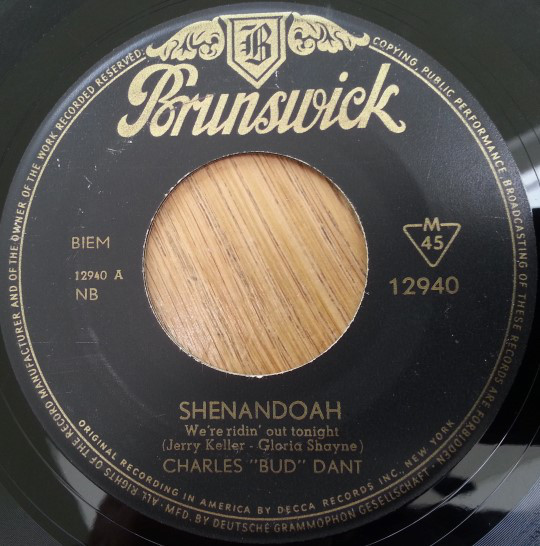 B
Brunswick
BIEM
12940 A
NB
M
45
12940
SHENANDOAH
We're ridin' out tonight
(Jerry Keller - Gloria Shayne)
CHARLES "BUD" DANT
ORIGINAL RECORDING IN AMERICA BY DECCA RECORDS INC., NEW YORK
ALL RIGHTS OF THE RECORD MANUFACTURER AND OF THE OWNER OF THE WORK RECORDED RESERVED: COPYING, PUBLIC PERFORMANCE, BROADCASTING OF THESE RECORDS ARE FORBIDDEN
- MFD. BY DEUTSCHE GRAMMOPHON GESELLSCHAFT -